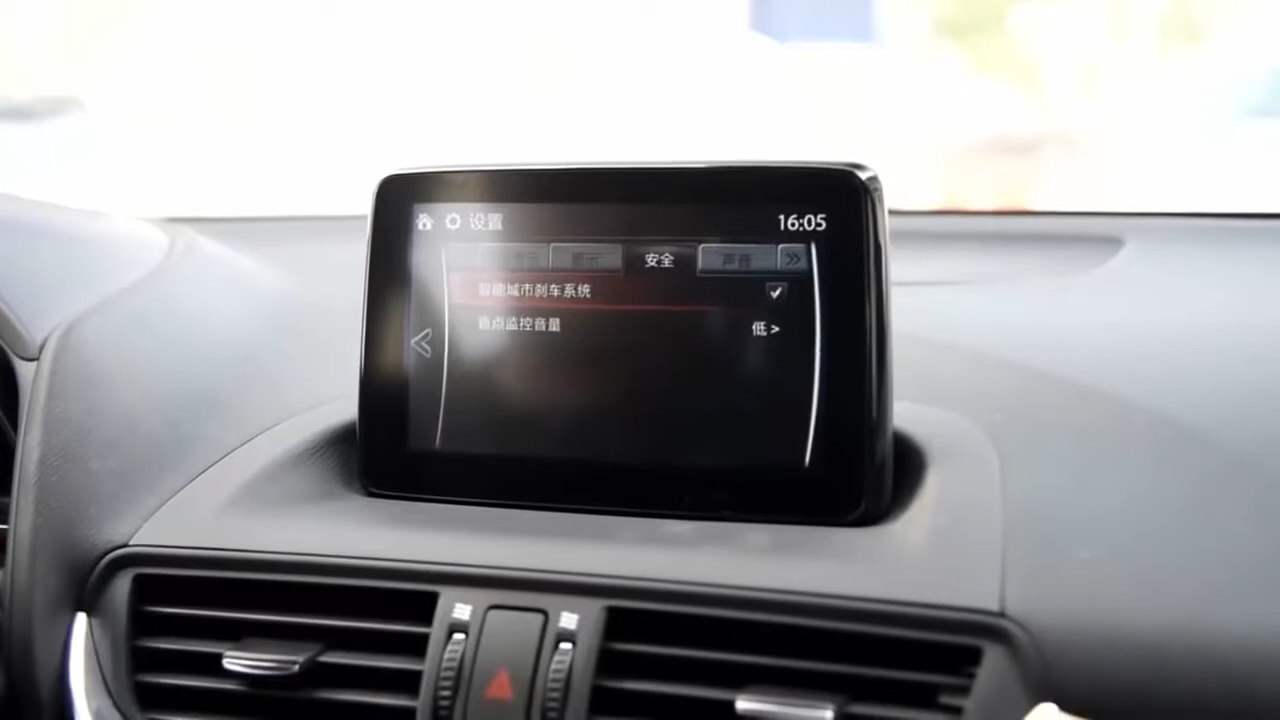 设置
16:05
安全 声音 >>
智能城市刹车系统
盲点监控音量 低 >